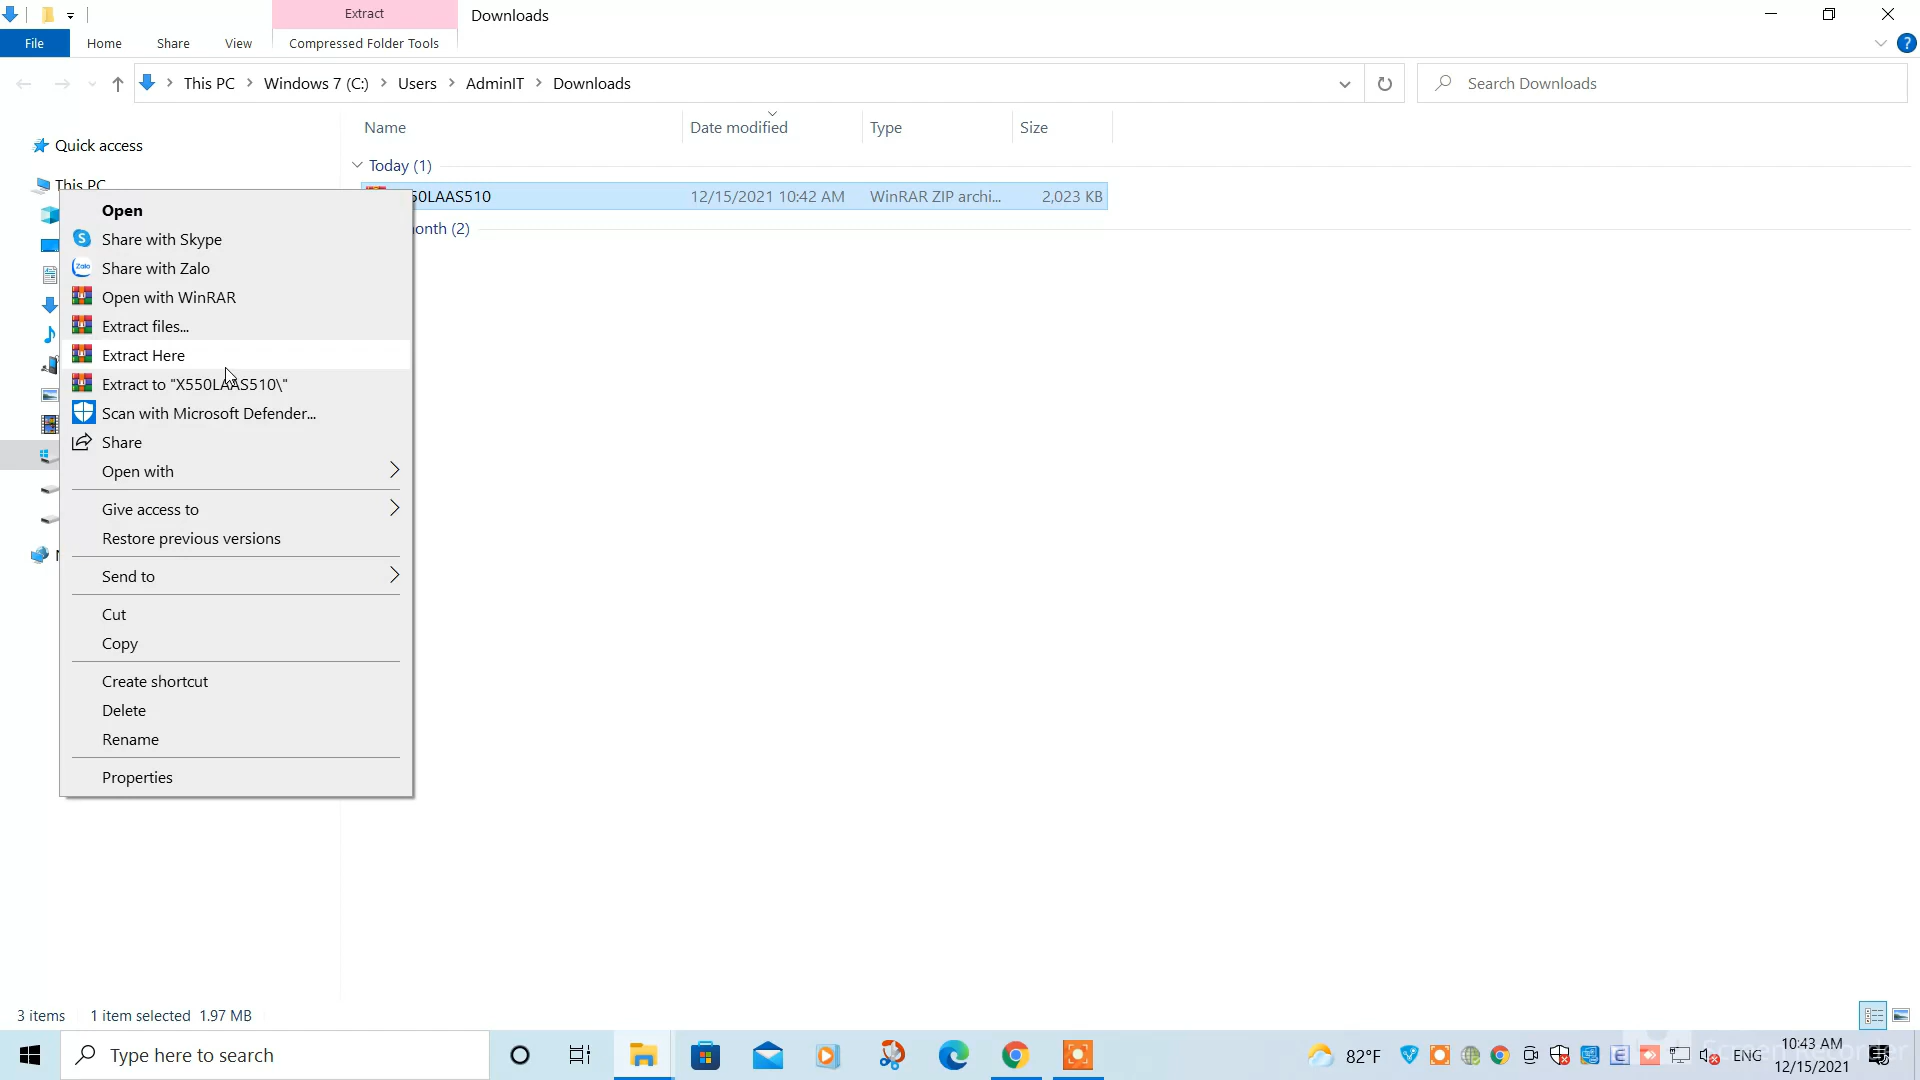 Extract
Downloads
File
Home
Share
View
Compressed Folder Tools
?
This PC
Windows 7 (C:)
Users
AdminIT
Downloads
Search Downloads
Name
Date modified
Type
Size
Quick access
Today (1)
This PC
50LAAS510
12/15/2021 10:42 AM
WinRAR ZIP archi...
2,023 KB
onth (2)
Open
Share with Skype
Share with Zalo
Open with WinRAR
Extract files...
Extract Here
Extract to "X550LAAS510\"
Scan with Microsoft Defender...
Share
Open with
Give access to
Restore previous versions
Send to
Cut
Copy
Create shortcut
Delete
Rename
Properties
3 items
1 item selected 1.97 MB
Type here to search
82°F
ENG
10:43 AM
12/15/2021